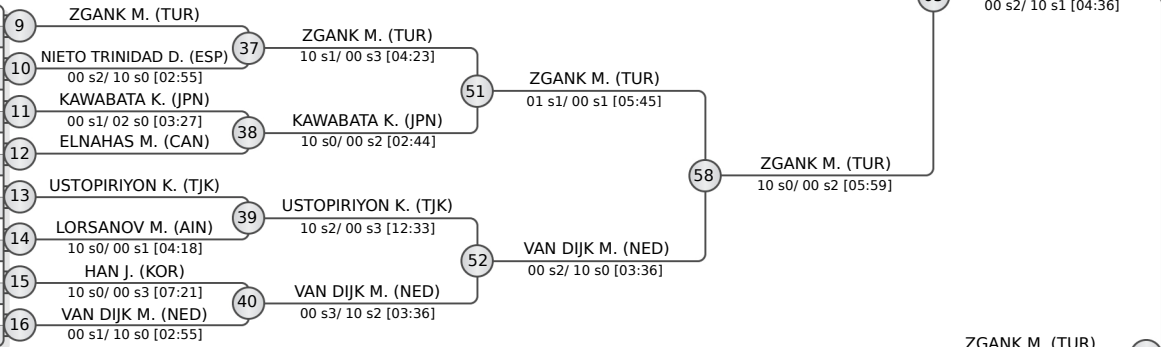 00 s2/ 10 s1 [04:36]
9
ZGANK M. (TUR)
10
NIETO TRINIDAD D. (ESP)
00 s2/ 10 s0 [02:55]
11
KAWABATA K. (JPN)
00 s1/ 02 s0 [03:27]
12
ELNAHAS M. (CAN)
13
USTOPIRIYON K. (TJK)
14
LORSANOV M. (AIN)
10 s0/ 00 s1 [04:18]
15
HAN J. (KOR)
10 s0/ 00 s3 [07:21]
16
VAN DIJK M. (NED)
00 s1/ 10 s0 [02:55]
37
ZGANK M. (TUR)
10 s1/ 00 s3 [04:23]
38
KAWABATA K. (JPN)
10 s0/ 00 s2 [02:44]
39
USTOPIRIYON K. (TJK)
10 s2/ 00 s3 [12:33]
40
VAN DIJK M. (NED)
00 s3/ 10 s2 [03:36]
51
ZGANK M. (TUR)
01 s1/ 00 s1 [05:45]
52
VAN DIJK M. (NED)
00 s2/ 10 s0 [03:36]
58
ZGANK M. (TUR)
10 s0/ 00 s2 [05:59]
ZGANK M. (TUR)